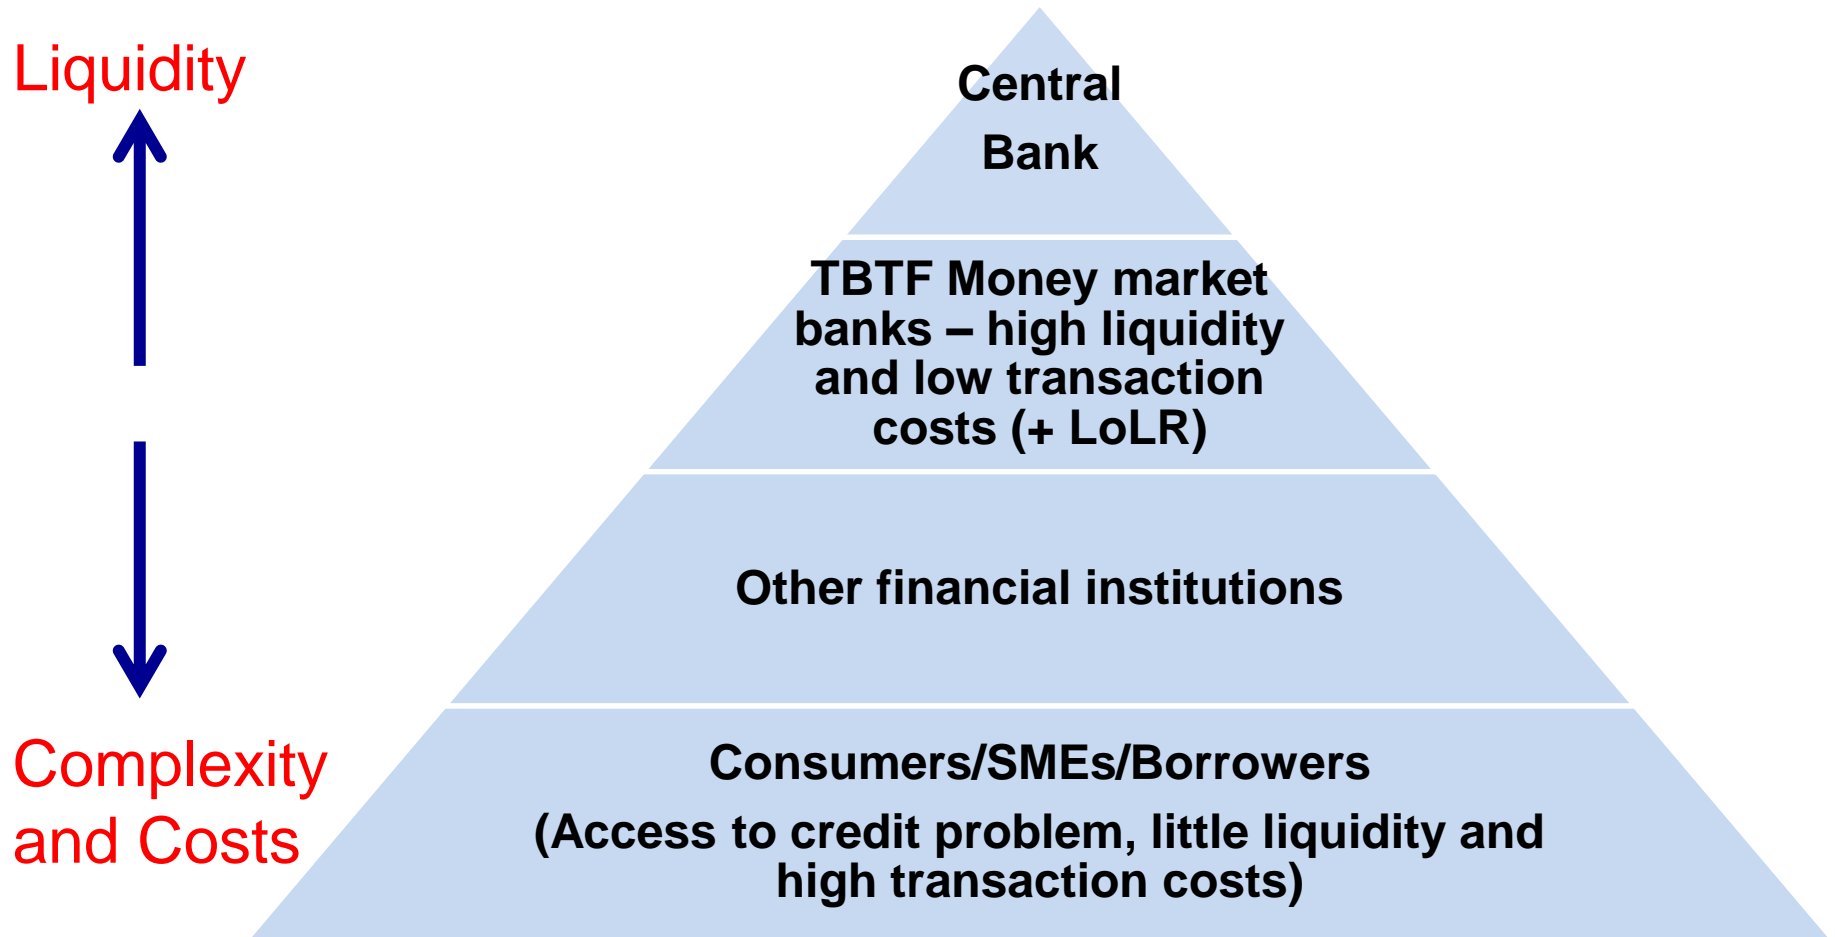 Liquidity
Central
Bank
TBTF Money market
banks – high liquidity
and low transaction
costs (+ LoLR)
Other financial institutions
Complexity
and Costs
Consumers/SMEs/Borrowers
(Access to credit problem, little liquidity and
high transaction costs)